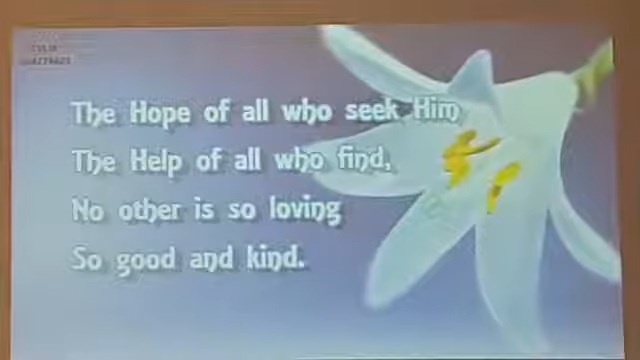 The Hope of all who seek Him
The Help of all who find,
No other is so loving
So good and kind.